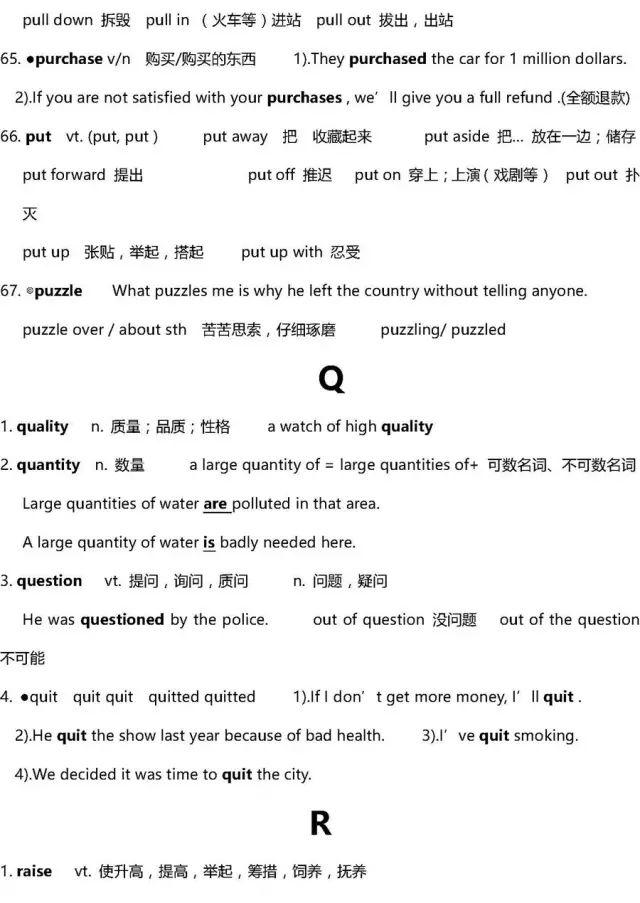 pull down 拆毁 pull in （火车等）进站 pull out 拔出，出站
65. ●purchase v/n 购买/购买的东西 1).They purchased the car for 1 million dollars.
2).If you are not satisfied with your purchases , we’ll give you a full refund .(全额退款)
66. put vt. (put, put ) put away 把 收藏起来 put aside 把... 放在一边；储存
put forward 提出 put off 推迟 put on 穿上；上演（戏剧等） put out 扑
灭
put up 张贴，举起，搭起 put up with 忍受
67. ◎puzzle What puzzles me is why he left the country without telling anyone.
puzzle over / about sth 苦苦思索，仔细琢磨 puzzling/ puzzled
Q
1. quality n. 质量；品质；性格 a watch of high quality
2. quantity n. 数量 a large quantity of = large quantities of+ 可数名词、不可数名词
Large quantities of water are polluted in that area.
A large quantity of water is badly needed here.
3. question vt. 提问，询问，质问 n. 问题，疑问
He was questioned by the police. out of question 没问题 out of the question
不可能
4. ●quit quit quit quitted quitted 1).If I don’t get more money, I’ll quit .
2).He quit the show last year because of bad health. 3).I’ve quit smoking.
4).We decided it was time to quit the city.
R
1. raise vt. 使升高，提高，举起，筹措，饲养，抚养